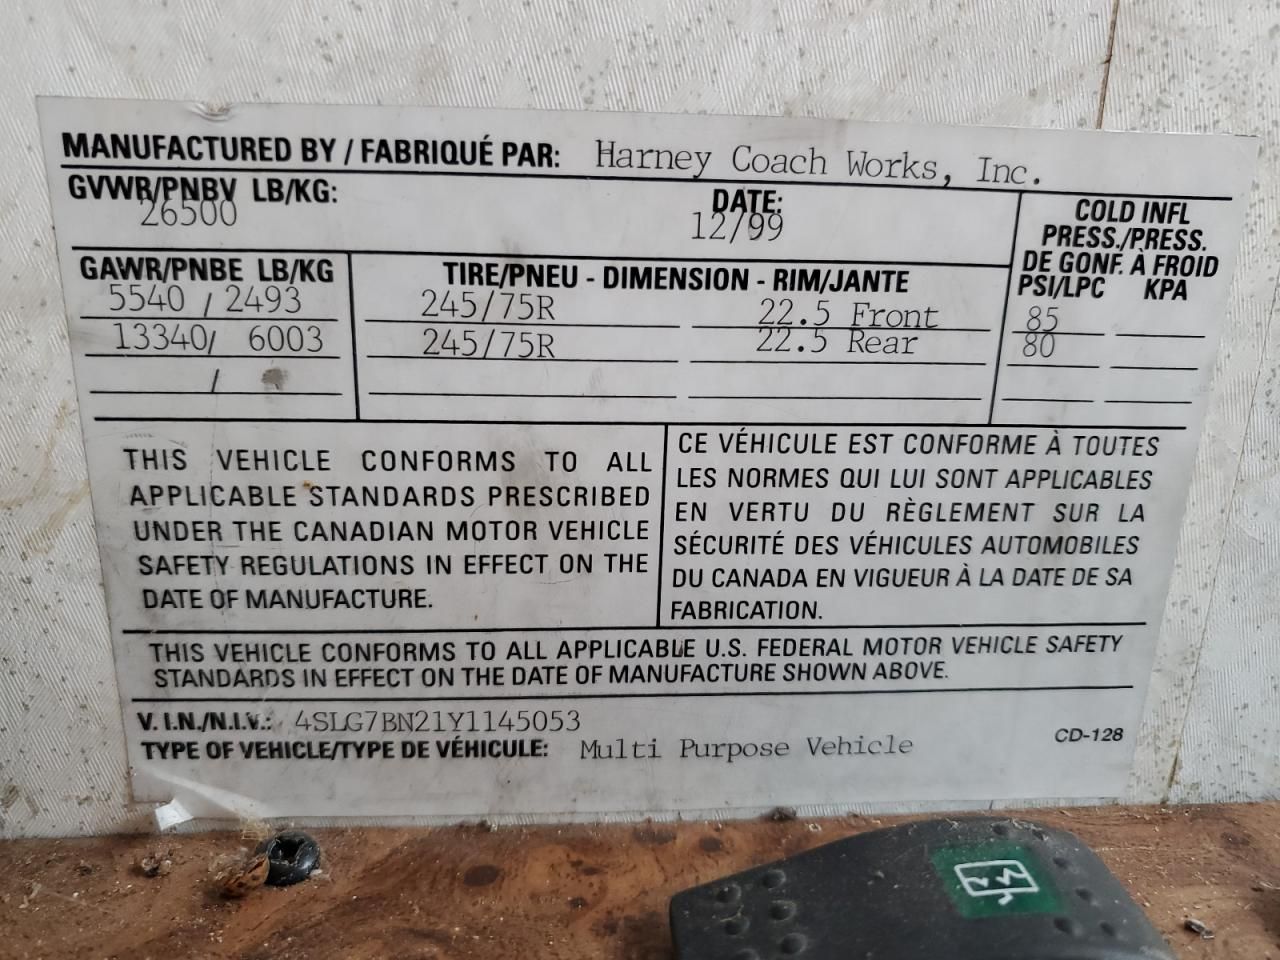 MANUFACTURED BY / FABRIQUÉ PAR: Harney Coach Works, Inc.
GVWR/PNBV LB/KG:
26500
DATE:
12/99
COLD INFL
PRESS./PRESS.
DE GONF. À FROID
PSI/LPC KPA
GAWR/PNBE LB/KG
TIRE/PNEU - DIMENSION - RIM/JANTE
5540 / 2493 245/75R 22.5 Front 85
13340/ 6003 245/75R 22.5 Rear 80
/
THIS VEHICLE CONFORMS TO ALL
APPLICABLE STANDARDS PRESCRIBED
UNDER THE CANADIAN MOTOR VEHICLE
SAFETY REGULATIONS IN EFFECT ON THE
DATE OF MANUFACTURE.
CE VÉHICULE EST CONFORME À TOUTES
LES NORMES QUI LUI SONT APPLICABLES
EN VERTU DU RÈGLEMENT SUR LA
SÉCURITÉ DES VÉHICULES AUTOMOBILES
DU CANADA EN VIGUEUR À LA DATE DE SA
FABRICATION.
THIS VEHICLE CONFORMS TO ALL APPLICABLE U.S. FEDERAL MOTOR VEHICLE SAFETY
STANDARDS IN EFFECT ON THE DATE OF MANUFACTURE SHOWN ABOVE.
V.I.N./N.I.V.: 4SLG7BN21Y1145053
TYPE OF VEHICLE/TYPE DE VÉHICULE: Multi Purpose Vehicle
CD-128